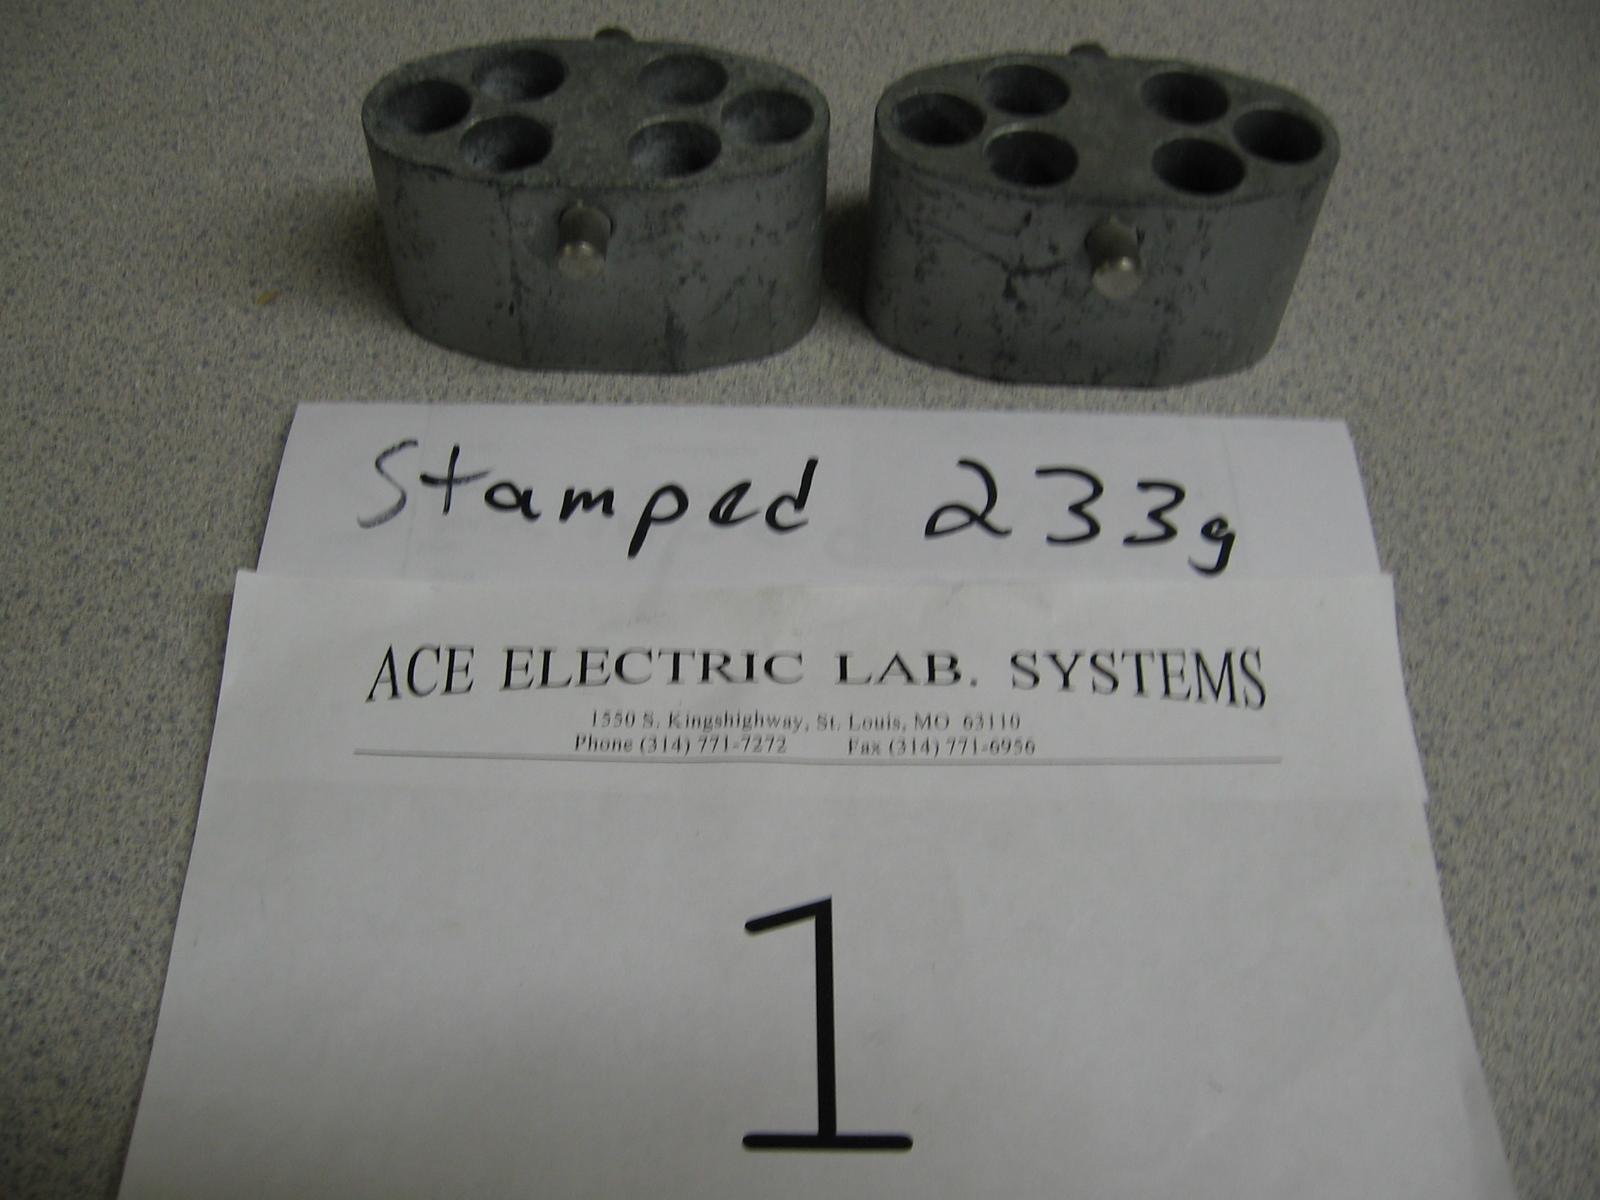 Stamped 233g
ACE ELECTRIC LAB. SYSTEMS
1550 S. Kingshighway, St. Louis, MO 63110
Phone (314) 771-7272 Fax (314) 771-6956
1